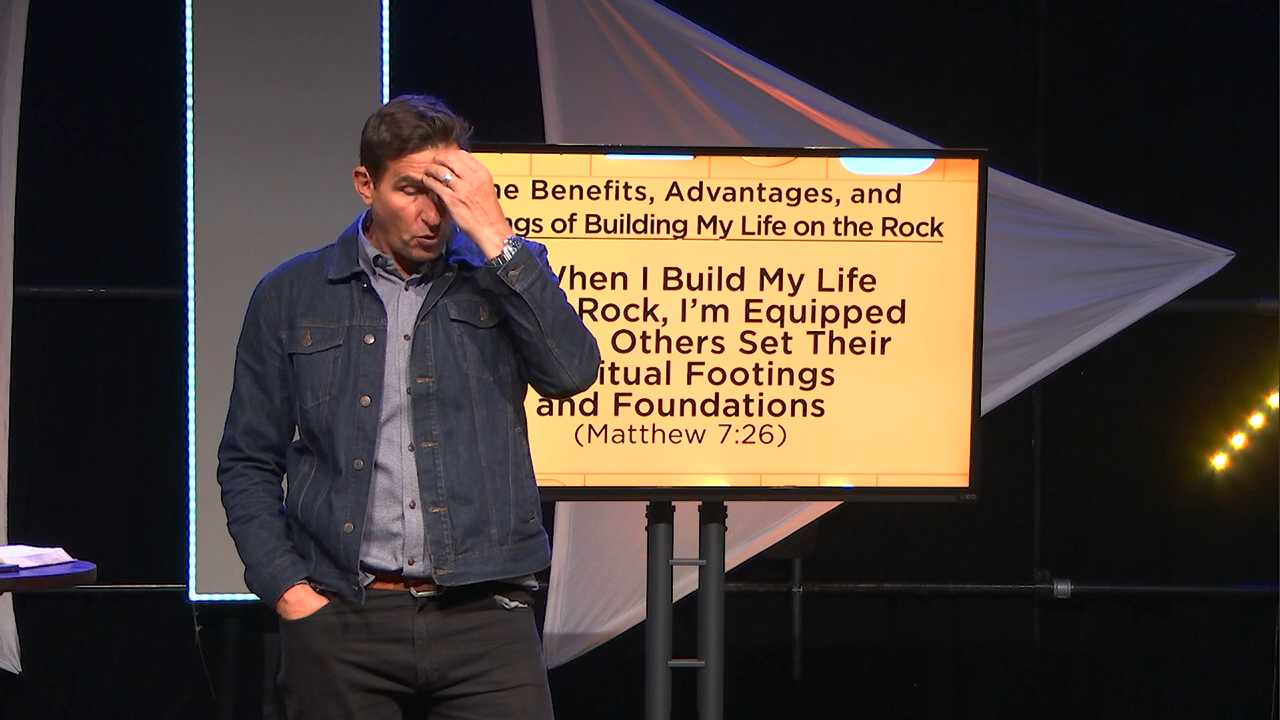 he Benefits, Advantages, and
ngs of Building My Life on the Rock
When I Build My Life
Rock, I'm Equipped
Others Set Their
itual Footings
and Foundations
(Matthew 7:26)